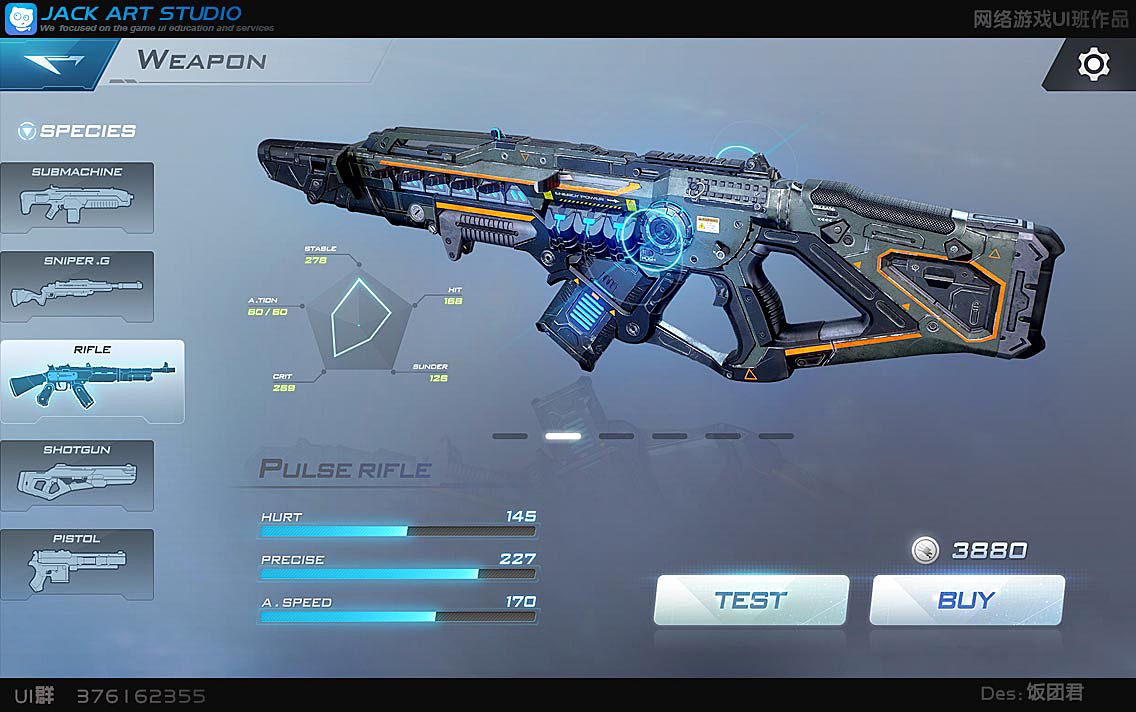 JACK ART STUDIO
We focused on the game ui education and services
网络游戏UI班作品
WEAPON
SPECIES
SUBMACHINE
SNIPER.G
RIFLE
SHOTGUN
PISTOL
STABLE
278
HIT
168
A.TION
60/60
CRIT
269
SUNDER
126
PULSE RIFLE
HURT 145
PRECISE 227
A.SPEED 170
3880
TEST
BUY
UI群 376162355
Des:饭团君